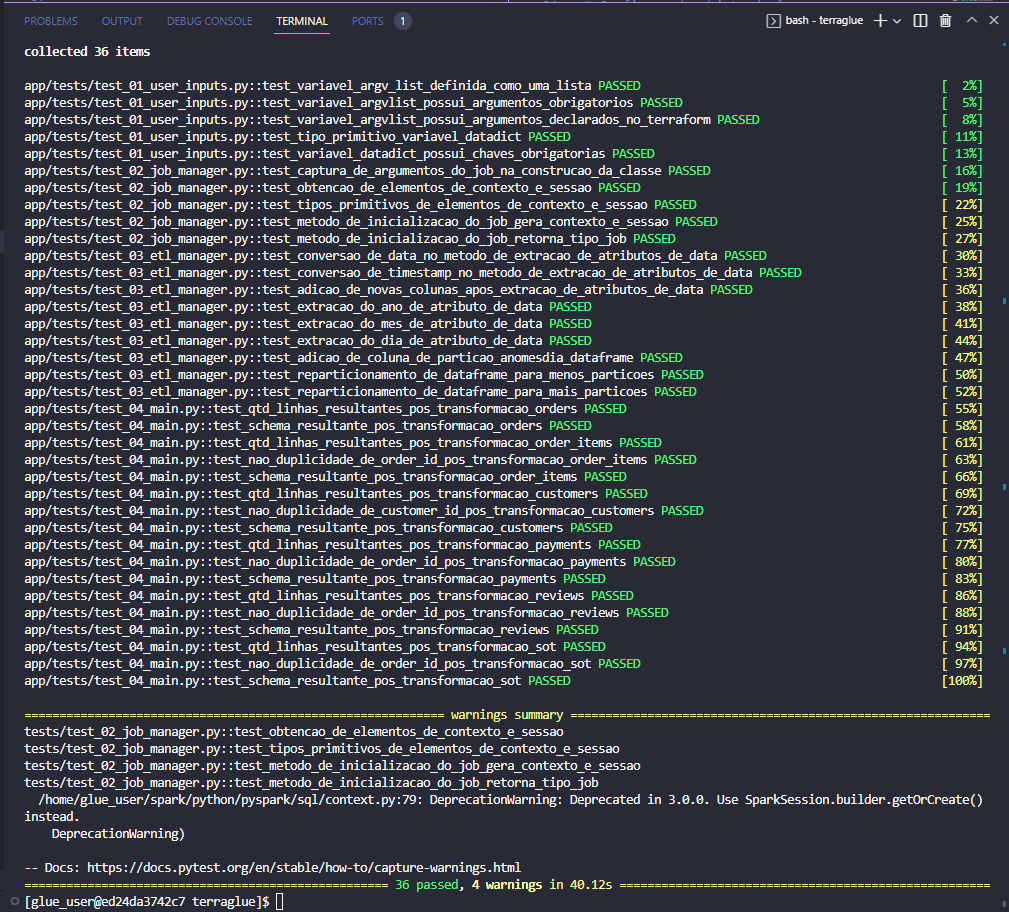 PROBLEMS OUTPUT DEBUG CONSOLE TERMINAL PORTS 1 bash - terraglue
collected 36 items
app/tests/test_01_user_inputs.py::test_variavel_argv_list_definida_como_uma_lista PASSED [ 2%]
app/tests/test_01_user_inputs.py::test_variavel_argvlist_possui_argumentos_obrigatorios PASSED [ 5%]
app/tests/test_01_user_inputs.py::test_variavel_argvlist_possui_argumentos_declarados_no_terraform PASSED [ 8%]
app/tests/test_01_user_inputs.py::test_tipo_primitivo_variavel_datadict PASSED [ 11%]
app/tests/test_01_user_inputs.py::test_variavel_datadict_possui_chaves_obrigatorias PASSED [ 13%]
app/tests/test_02_job_manager.py::test_captura_de_argumentos_do_job_na_construcao_da_classe PASSED [ 16%]
app/tests/test_02_job_manager.py::test_obtencao_de_elementos_de_contexto_e_sessao PASSED [ 19%]
app/tests/test_02_job_manager.py::test_tipos_primitivos_de_elementos_de_contexto_e_sessao PASSED [ 22%]
app/tests/test_02_job_manager.py::test_metodo_de_inicializacao_do_job_gera_contexto_e_sessao PASSED [ 25%]
app/tests/test_02_job_manager.py::test_metodo_de_inicializacao_do_job_retorna_tipo_job PASSED [ 27%]
app/tests/test_03_etl_manager.py::test_conversao_de_data_no_metodo_de_extracao_de_atributos_de_data PASSED [ 30%]
app/tests/test_03_etl_manager.py::test_conversao_de_timestamp_no_metodo_de_extracao_de_atributos_de_data PASSED [ 33%]
app/tests/test_03_etl_manager.py::test_adicao_de_novas_colunas_apos_extracao_de_atributos_de_data PASSED [ 36%]
app/tests/test_03_etl_manager.py::test_extracao_do_ano_de_atributo_de_data PASSED [ 38%]
app/tests/test_03_etl_manager.py::test_extracao_do_mes_de_atributo_de_data PASSED [ 41%]
app/tests/test_03_etl_manager.py::test_extracao_do_dia_de_atributo_de_data PASSED [ 44%]
app/tests/test_03_etl_manager.py::test_adicao_de_coluna_de_particao_anomesdia_dataframe PASSED [ 47%]
app/tests/test_03_etl_manager.py::test_reparticionamento_de_dataframe_para_menos_particoes PASSED [ 50%]
app/tests/test_03_etl_manager.py::test_reparticionamento_de_dataframe_para_mais_particoes PASSED [ 52%]
app/tests/test_04_main.py::test_qtd_linhas_resultantes_pos_transformacao_orders PASSED [ 55%]
app/tests/test_04_main.py::test_schema_resultante_pos_transformacao_orders PASSED [ 58%]
app/tests/test_04_main.py::test_qtd_linhas_resultantes_pos_transformacao_order_items PASSED [ 61%]
app/tests/test_04_main.py::test_nao_duplicidade_de_order_id_pos_transformacao_order_items PASSED [ 63%]
app/tests/test_04_main.py::test_schema_resultante_pos_transformacao_order_items PASSED [ 66%]
app/tests/test_04_main.py::test_qtd_linhas_resultantes_pos_transformacao_customers PASSED [ 69%]
app/tests/test_04_main.py::test_nao_duplicidade_de_customer_id_pos_transformacao_customers PASSED [ 72%]
app/tests/test_04_main.py::test_schema_resultante_pos_transformacao_customers PASSED [ 75%]
app/tests/test_04_main.py::test_qtd_linhas_resultantes_pos_transformacao_payments PASSED [ 77%]
app/tests/test_04_main.py::test_nao_duplicidade_de_order_id_pos_transformacao_payments PASSED [ 80%]
app/tests/test_04_main.py::test_schema_resultante_pos_transformacao_payments PASSED [ 83%]
app/tests/test_04_main.py::test_qtd_linhas_resultantes_pos_transformacao_reviews PASSED [ 86%]
app/tests/test_04_main.py::test_nao_duplicidade_de_order_id_pos_transformacao_reviews PASSED [ 88%]
app/tests/test_04_main.py::test_schema_resultante_pos_transformacao_reviews PASSED [ 91%]
app/tests/test_04_main.py::test_qtd_linhas_resultantes_pos_transformacao_sot PASSED [ 94%]
app/tests/test_04_main.py::test_nao_duplicidade_de_order_id_pos_transformacao_sot PASSED [ 97%]
app/tests/test_04_main.py::test_schema_resultante_pos_transformacao_sot PASSED [100%]
============================================================ warnings summary ============================================================
tests/test_02_job_manager.py::test_obtencao_de_elementos_de_contexto_e_sessao
tests/test_02_job_manager.py::test_tipos_primitivos_de_elementos_de_contexto_e_sessao
tests/test_02_job_manager.py::test_metodo_de_inicializacao_do_job_gera_contexto_e_sessao
tests/test_02_job_manager.py::test_metodo_de_inicializacao_do_job_retorna_tipo_job
/home/glue_user/spark/python/pyspark/sql/context.py:79: DeprecationWarning: Deprecated in 3.0.0. Use SparkSession.builder.getOrCreate()
instead.
DeprecationWarning)
-- Docs: https://docs.pytest.org/en/stable/how-to/capture-warnings.html
==================================================== 36 passed, 4 warnings in 40.12s =====================================================
[glue_user@ed24da3742c7 terraglue]$